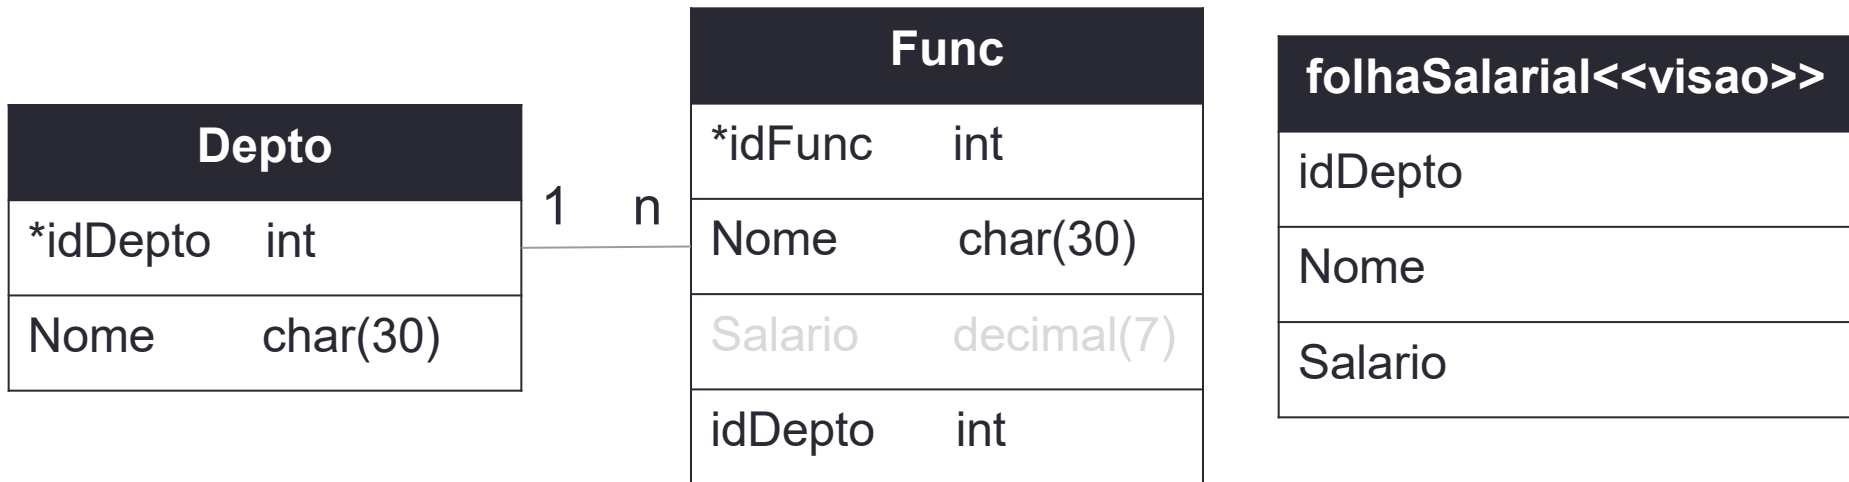 Depto
*idDepto int
Nome char(30)
1 n
Func
*idFunc int
Nome char(30)
Salario decimal(7)
idDepto int
folhaSalarial<<visao>>
idDepto
Nome
Salario